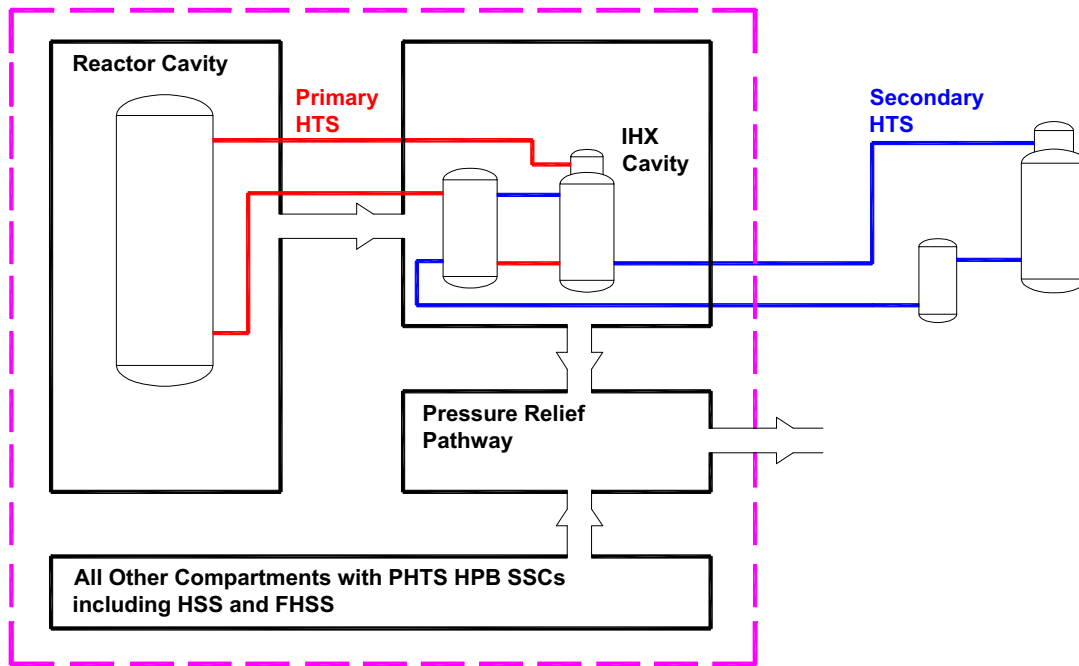 Reactor Cavity
Primary
HTS
IHX
Cavity
Secondary
HTS
Pressure Relief
Pathway
All Other Compartments with PHTS HPB SSCs
including HSS and FHSS